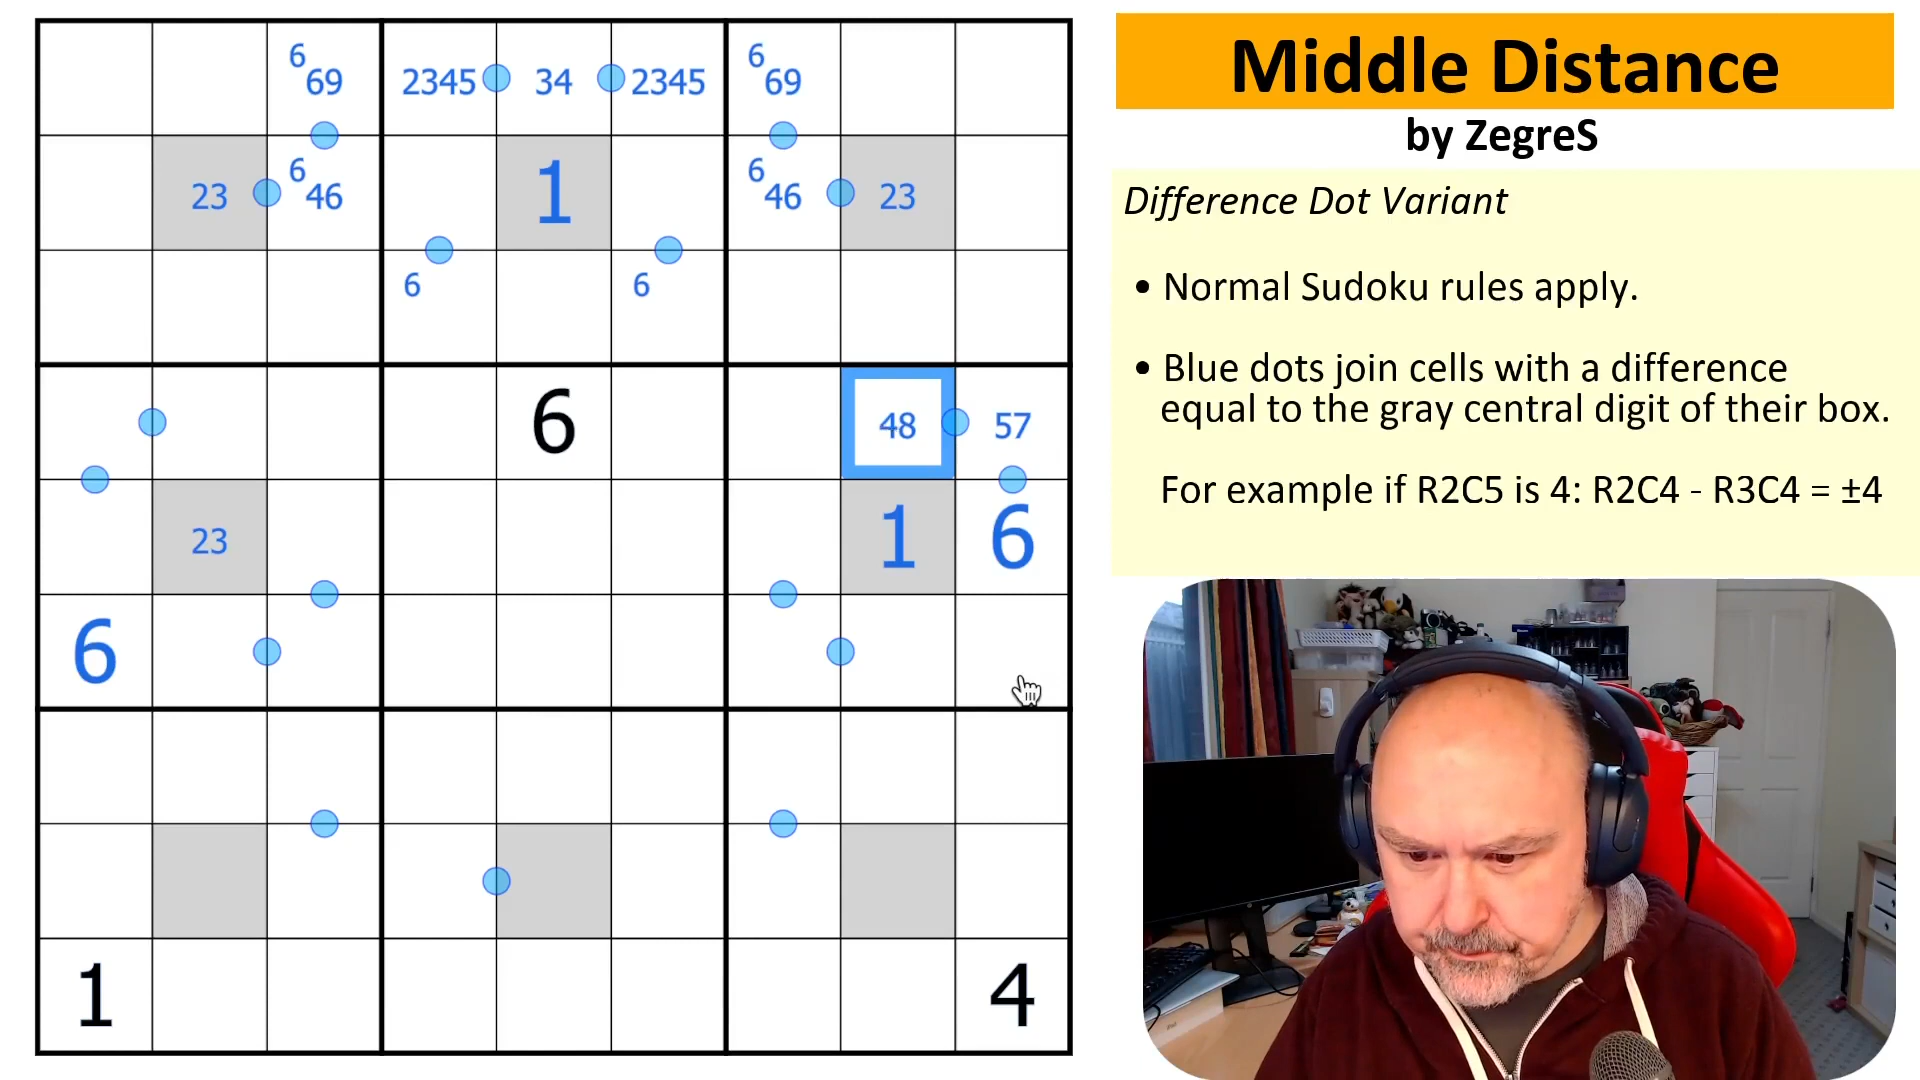 Middle Distance
by ZegreS
Difference Dot Variant
• Normal Sudoku rules apply.
• Blue dots join cells with a difference
equal to the gray central digit of their box.
For example if R2C5 is 4: R2C4 - R3C4 = ±4
6 69 2345 34 2345 6 69
23 6 46 1 6 46 23
6 6
6 48 57
23 1 6
6
1 4